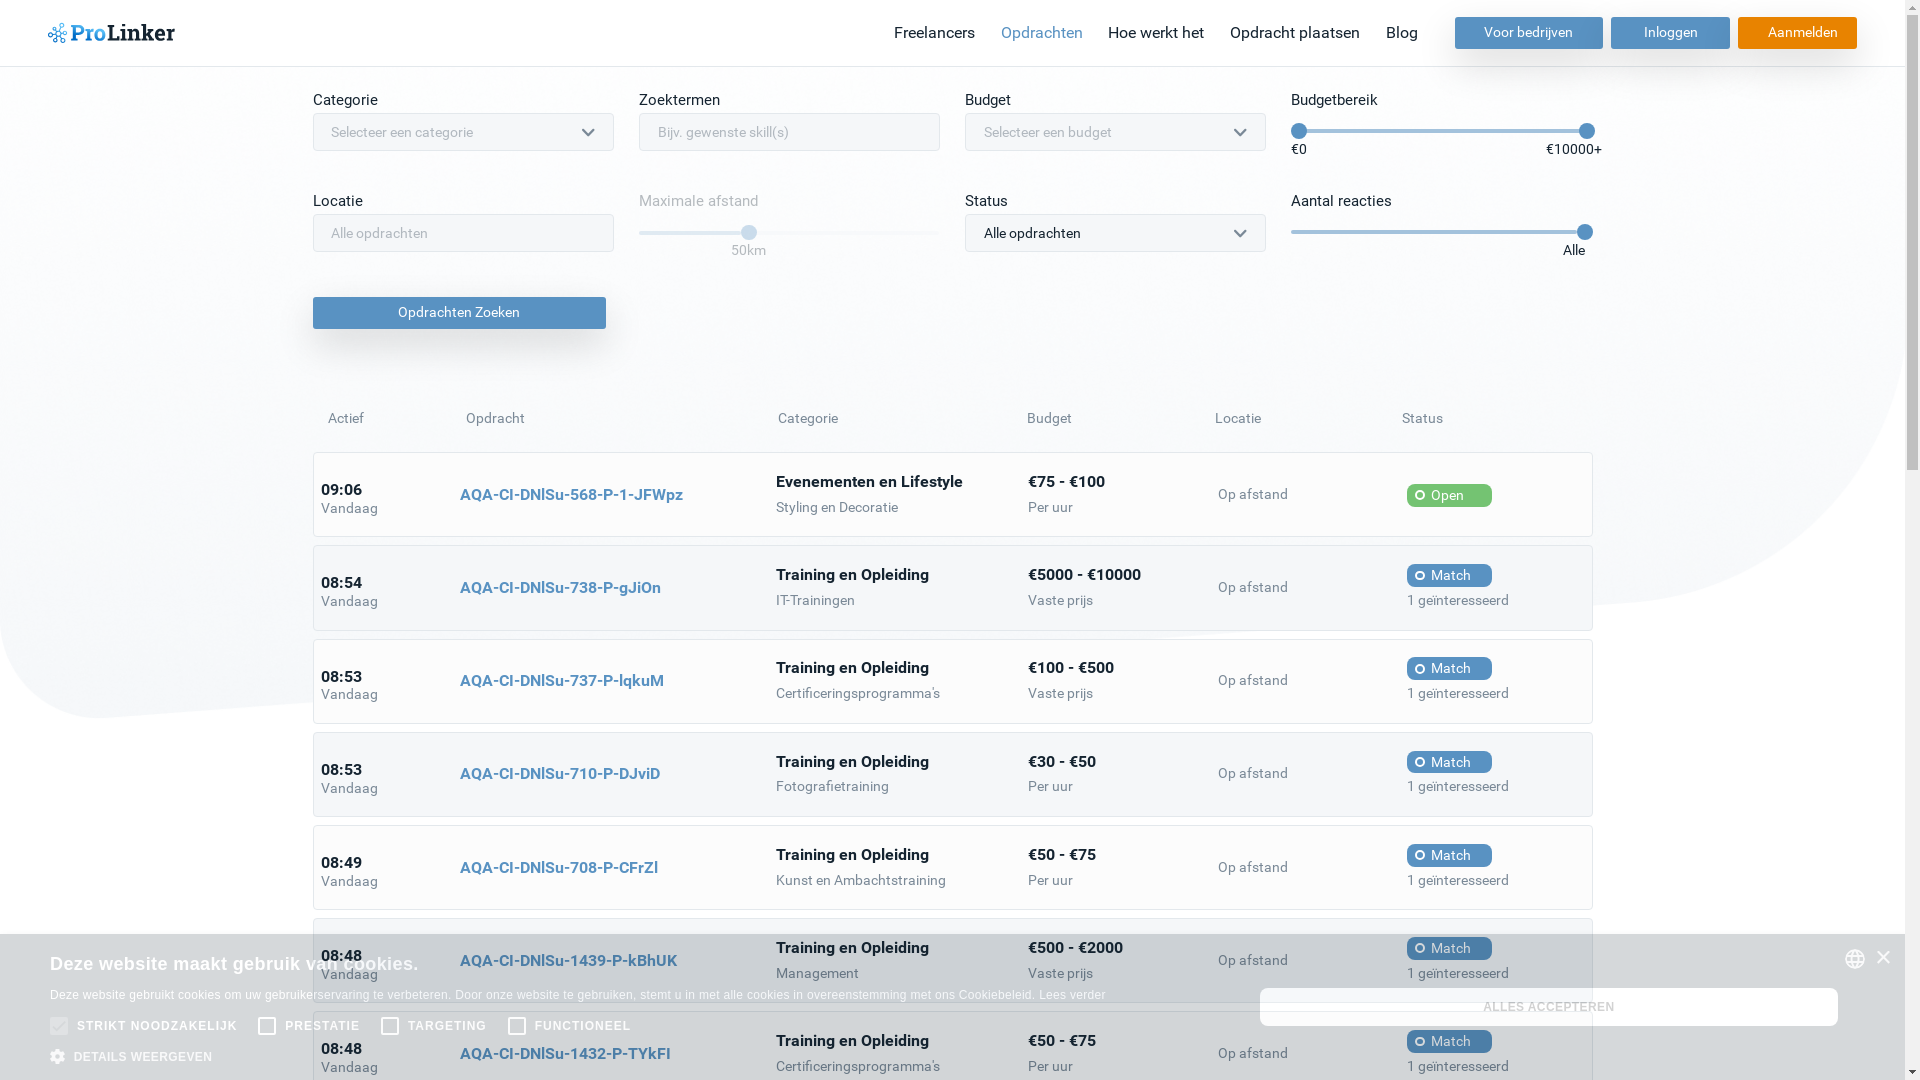 ProLinker
Freelancers Opdrachten Hoe werkt het Opdracht plaatsen Blog Voor bedrijven Inloggen Aanmelden
Categorie Zoektermen Budget Budgetbereik
Selecteer een categorie Bijv. gewenste skill(s) Selecteer een budget
€0 €10000+
Locatie Maximale afstand Status Aantal reacties
Alle opdrachten Alle opdrachten
50km Alle
Opdrachten Zoeken
Actief Opdracht Categorie Budget Locatie Status
09:06 AQA-CI-DNlSu-568-P-1-JFWpz Evenementen en Lifestyle €75 - €100 Op afstand Open
Vandaag Styling en Decoratie Per uur
08:54 AQA-CI-DNlSu-738-P-gJiOn Training en Opleiding €5000 - €10000 Op afstand Match
Vandaag IT-Trainingen Vaste prijs 1 geïnteresseerd
08:53 AQA-CI-DNlSu-737-P-lqkuM Training en Opleiding €100 - €500 Op afstand Match
Vandaag Certificeringsprogramma's Vaste prijs 1 geïnteresseerd
08:53 AQA-CI-DNlSu-710-P-DJviD Training en Opleiding €30 - €50 Op afstand Match
Vandaag Fotografietraining Per uur 1 geïnteresseerd
08:49 AQA-CI-DNlSu-708-P-CFrZl Training en Opleiding €50 - €75 Op afstand Match
Vandaag Kunst en Ambachtstraining Per uur 1 geïnteresseerd
08:48 AQA-CI-DNlSu-1439-P-kBhUK Training en Opleiding €500 - €2000 Op afstand Match
Vandaag Management Vaste prijs 1 geïnteresseerd
Deze website maakt gebruik van cookies.
Deze website gebruikt cookies om uw gebruikerservaring te verbeteren. Door onze website te gebruiken, stemt u in met alle cookies in overeenstemming met ons Cookiebeleid. Lees verder
ALLES ACCEPTEREN
STRIKT NOODZAKELIJK PRESTATIE TARGETING FUNCTIONEEL
DETAILS WEERGEVEN
08:48 AQA-CI-DNlSu-1432-P-TYkFI Training en Opleiding €50 - €75 Op afstand Match
Vandaag Certificeringsprogramma's Per uur 1 geïnteresseerd